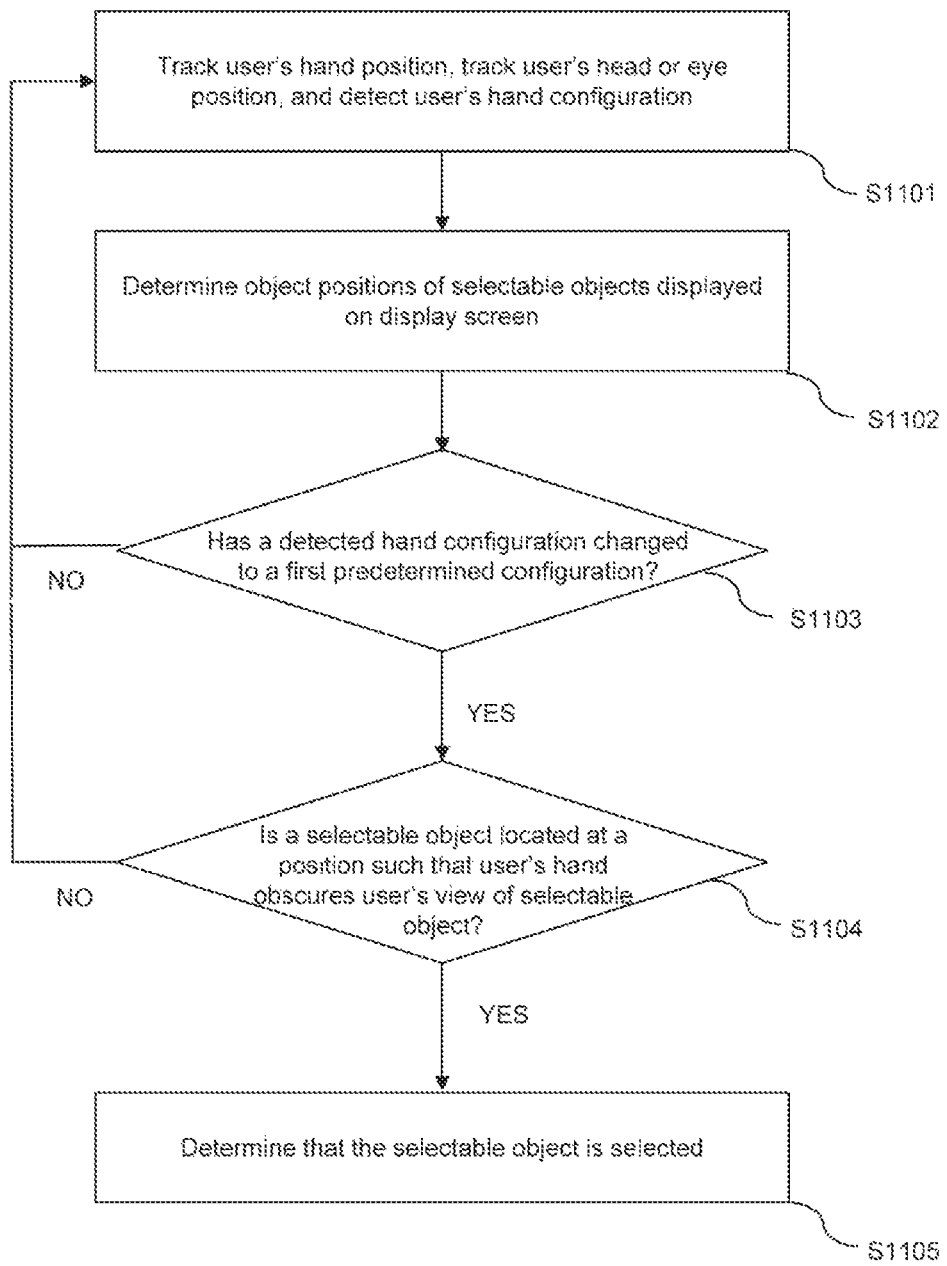 Track user's hand position, track user's head or eye
position, and detect user's hand configuration
S1101
Determine object positions of selectable objects displayed
on display screen
S1102
Has a detected hand configuration changed
to a first predetermined configuration?
NO
S1103
YES
Is a selectable object located at a
position such that user's hand
obscures user's view of selectable
object?
NO
S1104
YES
Determine that the selectable object is selected
S1105